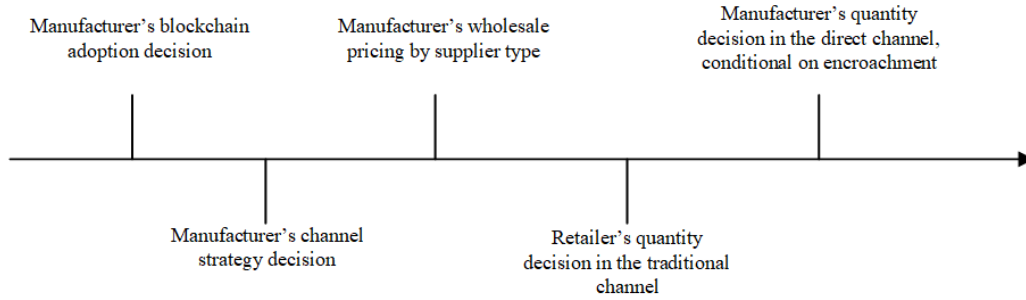 Manufacturer's blockchain
adoption decision
Manufacturer's channel
strategy decision
Manufacturer's wholesale
pricing by supplier type
Retailer's quantity
decision in the traditional
channel
Manufacturer's quantity
decision in the direct channel,
conditional on encroachment